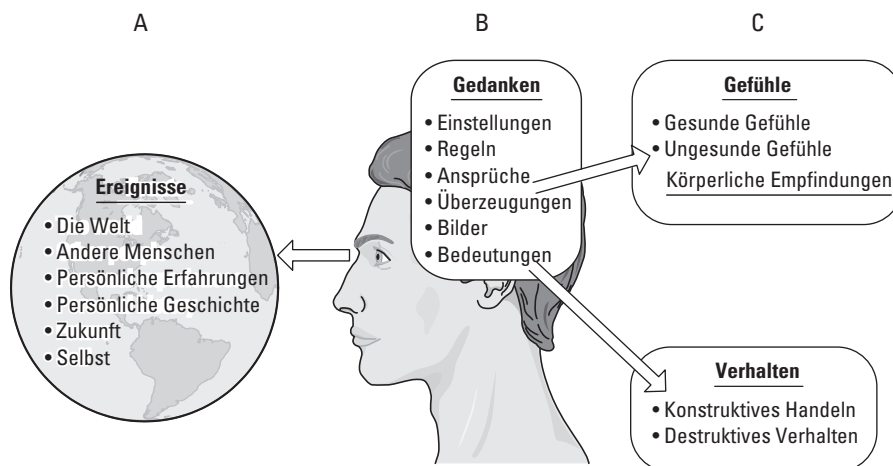 A
B
C
Gedanken
• Einstellungen
• Regeln
• Ansprüche
• Überzeugungen
• Bilder
• Bedeutungen
Gefühle
• Gesunde Gefühle
• Ungesunde Gefühle
Körperliche Empfindungen
Ereignisse
• Die Welt
• Andere Menschen
• Persönliche Erfahrungen
• Persönliche Geschichte
• Zukunft
• Selbst
Verhalten
• Konstruktives Handeln
• Destruktives Verhalten